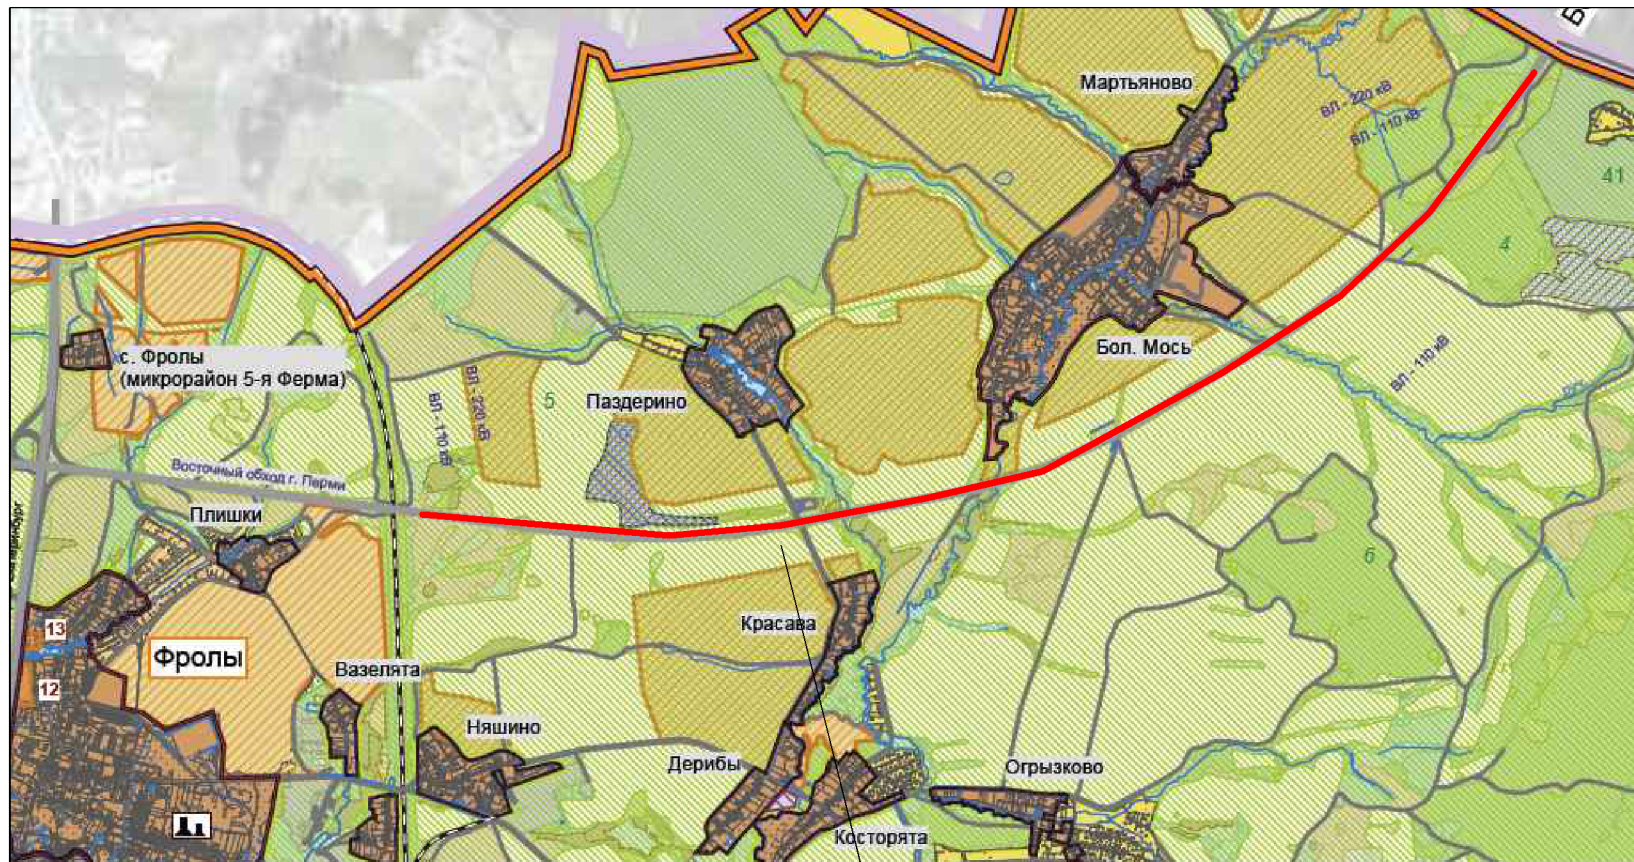 Мартьяново
ВЛ - 220 кВ
ВЛ - 110 кВ
41
4
с. Фролы
(микрорайон 5-я Ферма)
Бол. Мось
ВЛ - 110 кВ
ВЛ - 220 кВ
ВЛ - 110 кВ
5
Паздерино
Восточный обход г. Перми
Плишки
6
13
Красава
Фролы
12
Вазелята
Няшино
Дерибы
Огрызково
Косторята